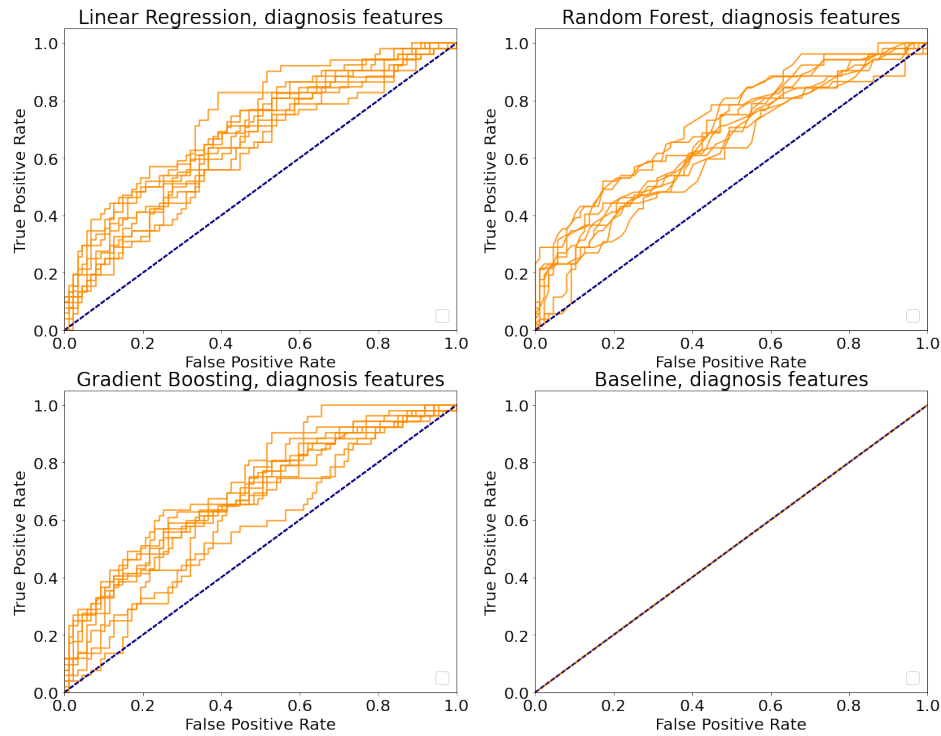 Linear Regression, diagnosis features
Random Forest, diagnosis features
True Positive Rate
1.0
0.8
0.6
0.4
0.2
0.0
0.0 0.2 0.4 0.6 0.8 1.0
False Positive Rate
True Positive Rate
1.0
0.8
0.6
0.4
0.2
0.0
0.0 0.2 0.4 0.6 0.8 1.0
False Positive Rate
Gradient Boosting, diagnosis features
Baseline, diagnosis features
True Positive Rate
1.0
0.8
0.6
0.4
0.2
0.0
0.0 0.2 0.4 0.6 0.8 1.0
False Positive Rate
True Positive Rate
1.0
0.8
0.6
0.4
0.2
0.0
0.0 0.2 0.4 0.6 0.8 1.0
False Positive Rate